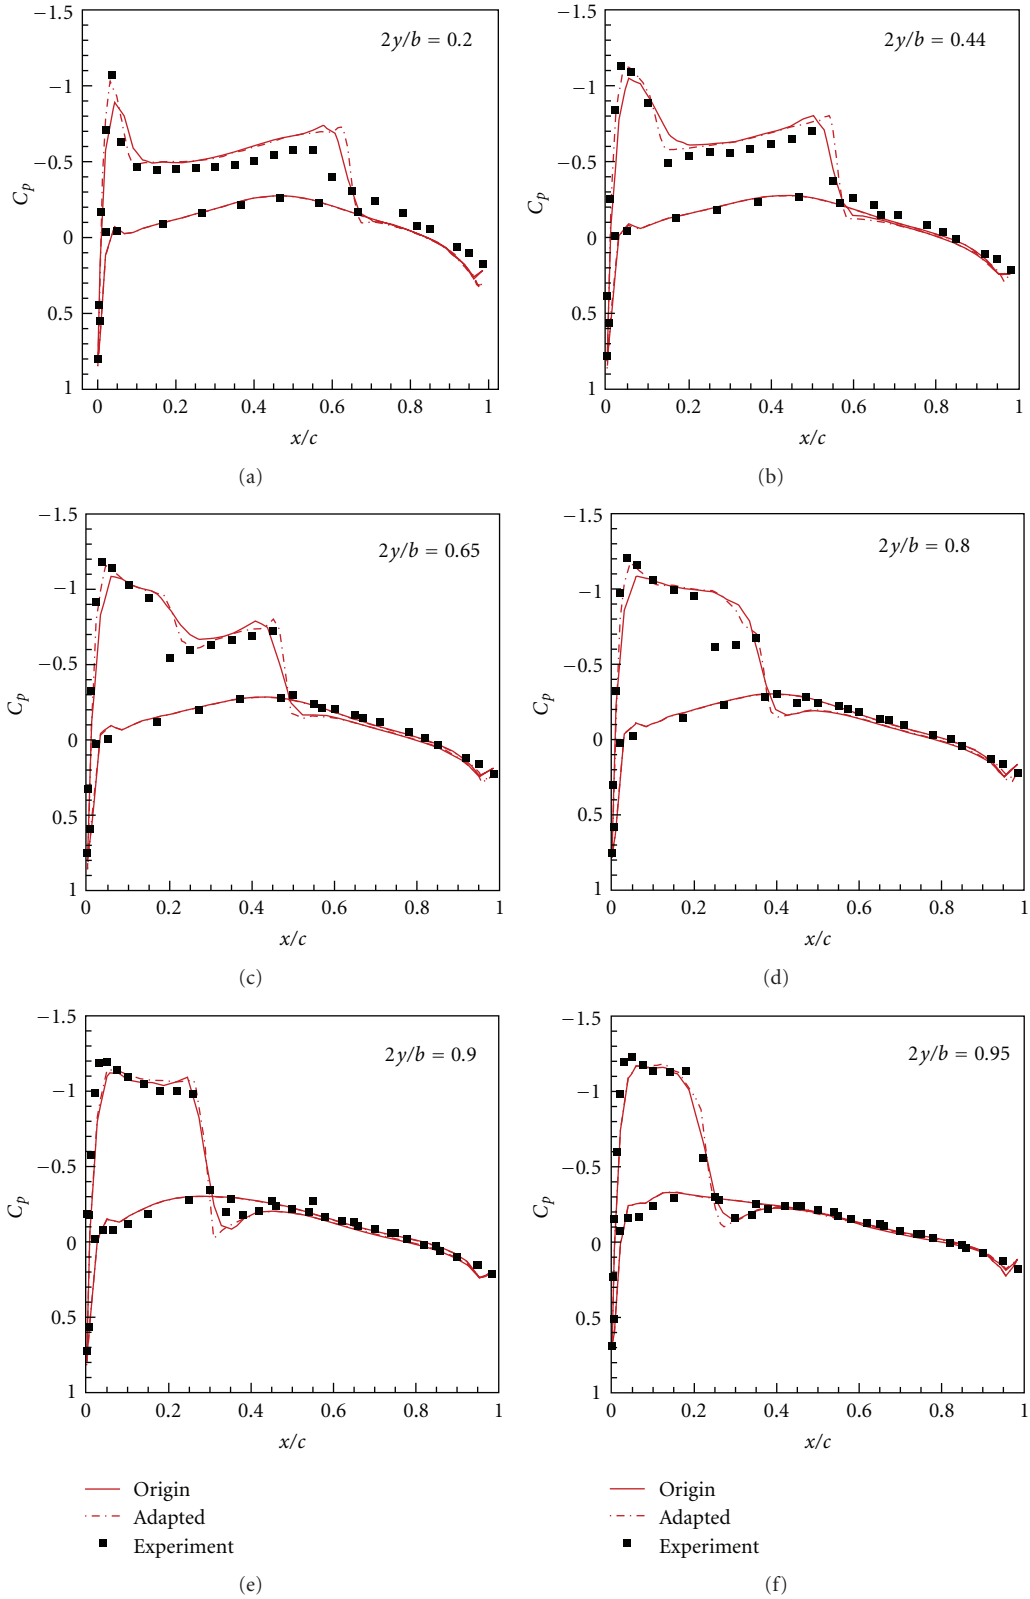 2y/b = 0.2
−1.5
−1
−0.5
0
0.5
1
Cp
0 0.2 0.4 0.6 0.8 1
x/c
(a)
2y/b = 0.44
−1.5
−1
−0.5
0
0.5
1
Cp
0 0.2 0.4 0.6 0.8 1
x/c
(b)
2y/b = 0.65
−1.5
−1
−0.5
0
0.5
1
Cp
0 0.2 0.4 0.6 0.8 1
x/c
(c)
2y/b = 0.8
−1.5
−1
−0.5
0
0.5
1
Cp
0 0.2 0.4 0.6 0.8 1
x/c
(d)
2y/b = 0.9
−1.5
−1
−0.5
0
0.5
1
Cp
0 0.2 0.4 0.6 0.8 1
x/c
Origin
Adapted
Experiment
(e)
2y/b = 0.95
−1.5
−1
−0.5
0
0.5
1
Cp
0 0.2 0.4 0.6 0.8 1
x/c
Origin
Adapted
Experiment
(f)